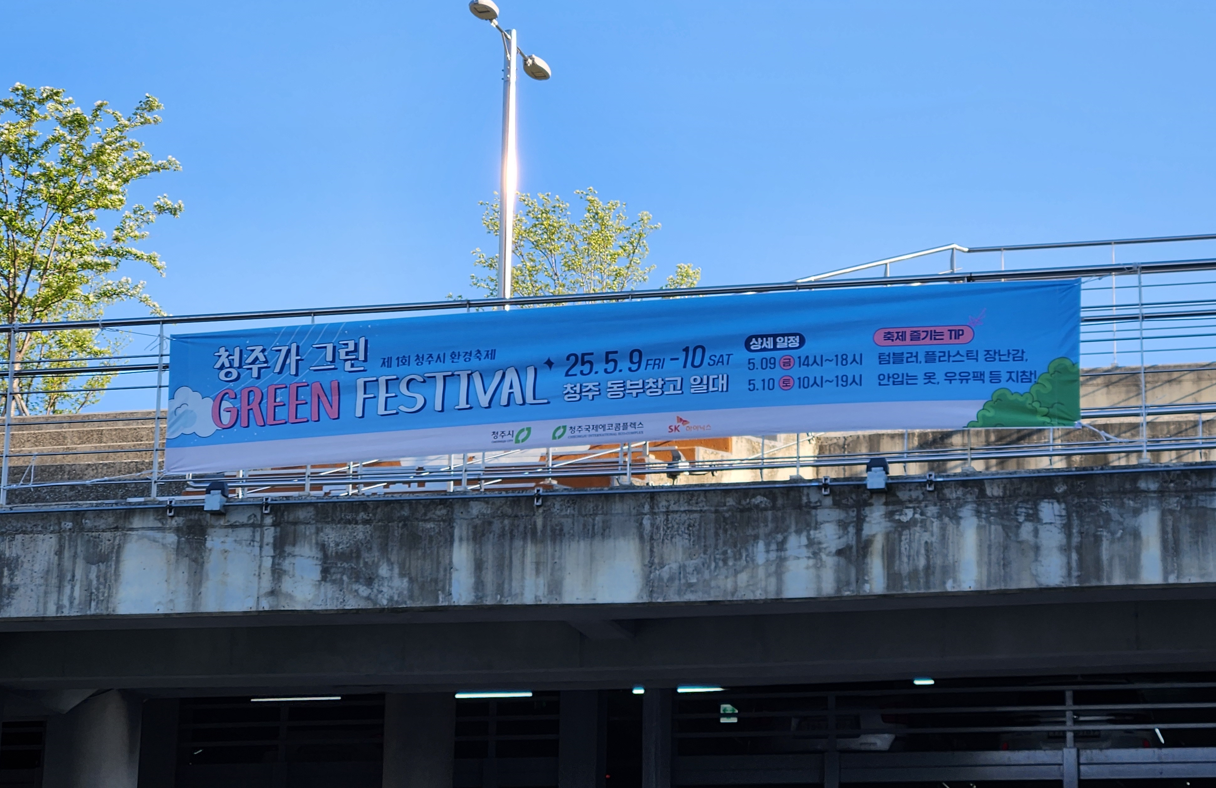 청주가 그린
제1회 청주시 환경축제
GREEN FESTIVAL
25.5.9 FRI - 10 SAT
청주 동부창고 일대
상세 일정
5.09 금 14시~18시
5.10 토 10시~19시
축제 즐기는 TIP
텀블러, 플라스틱 장난감,
안입는 옷, 우유팩 등 지참!
청주시
청주국제에코콤플렉스
SK 하이닉스